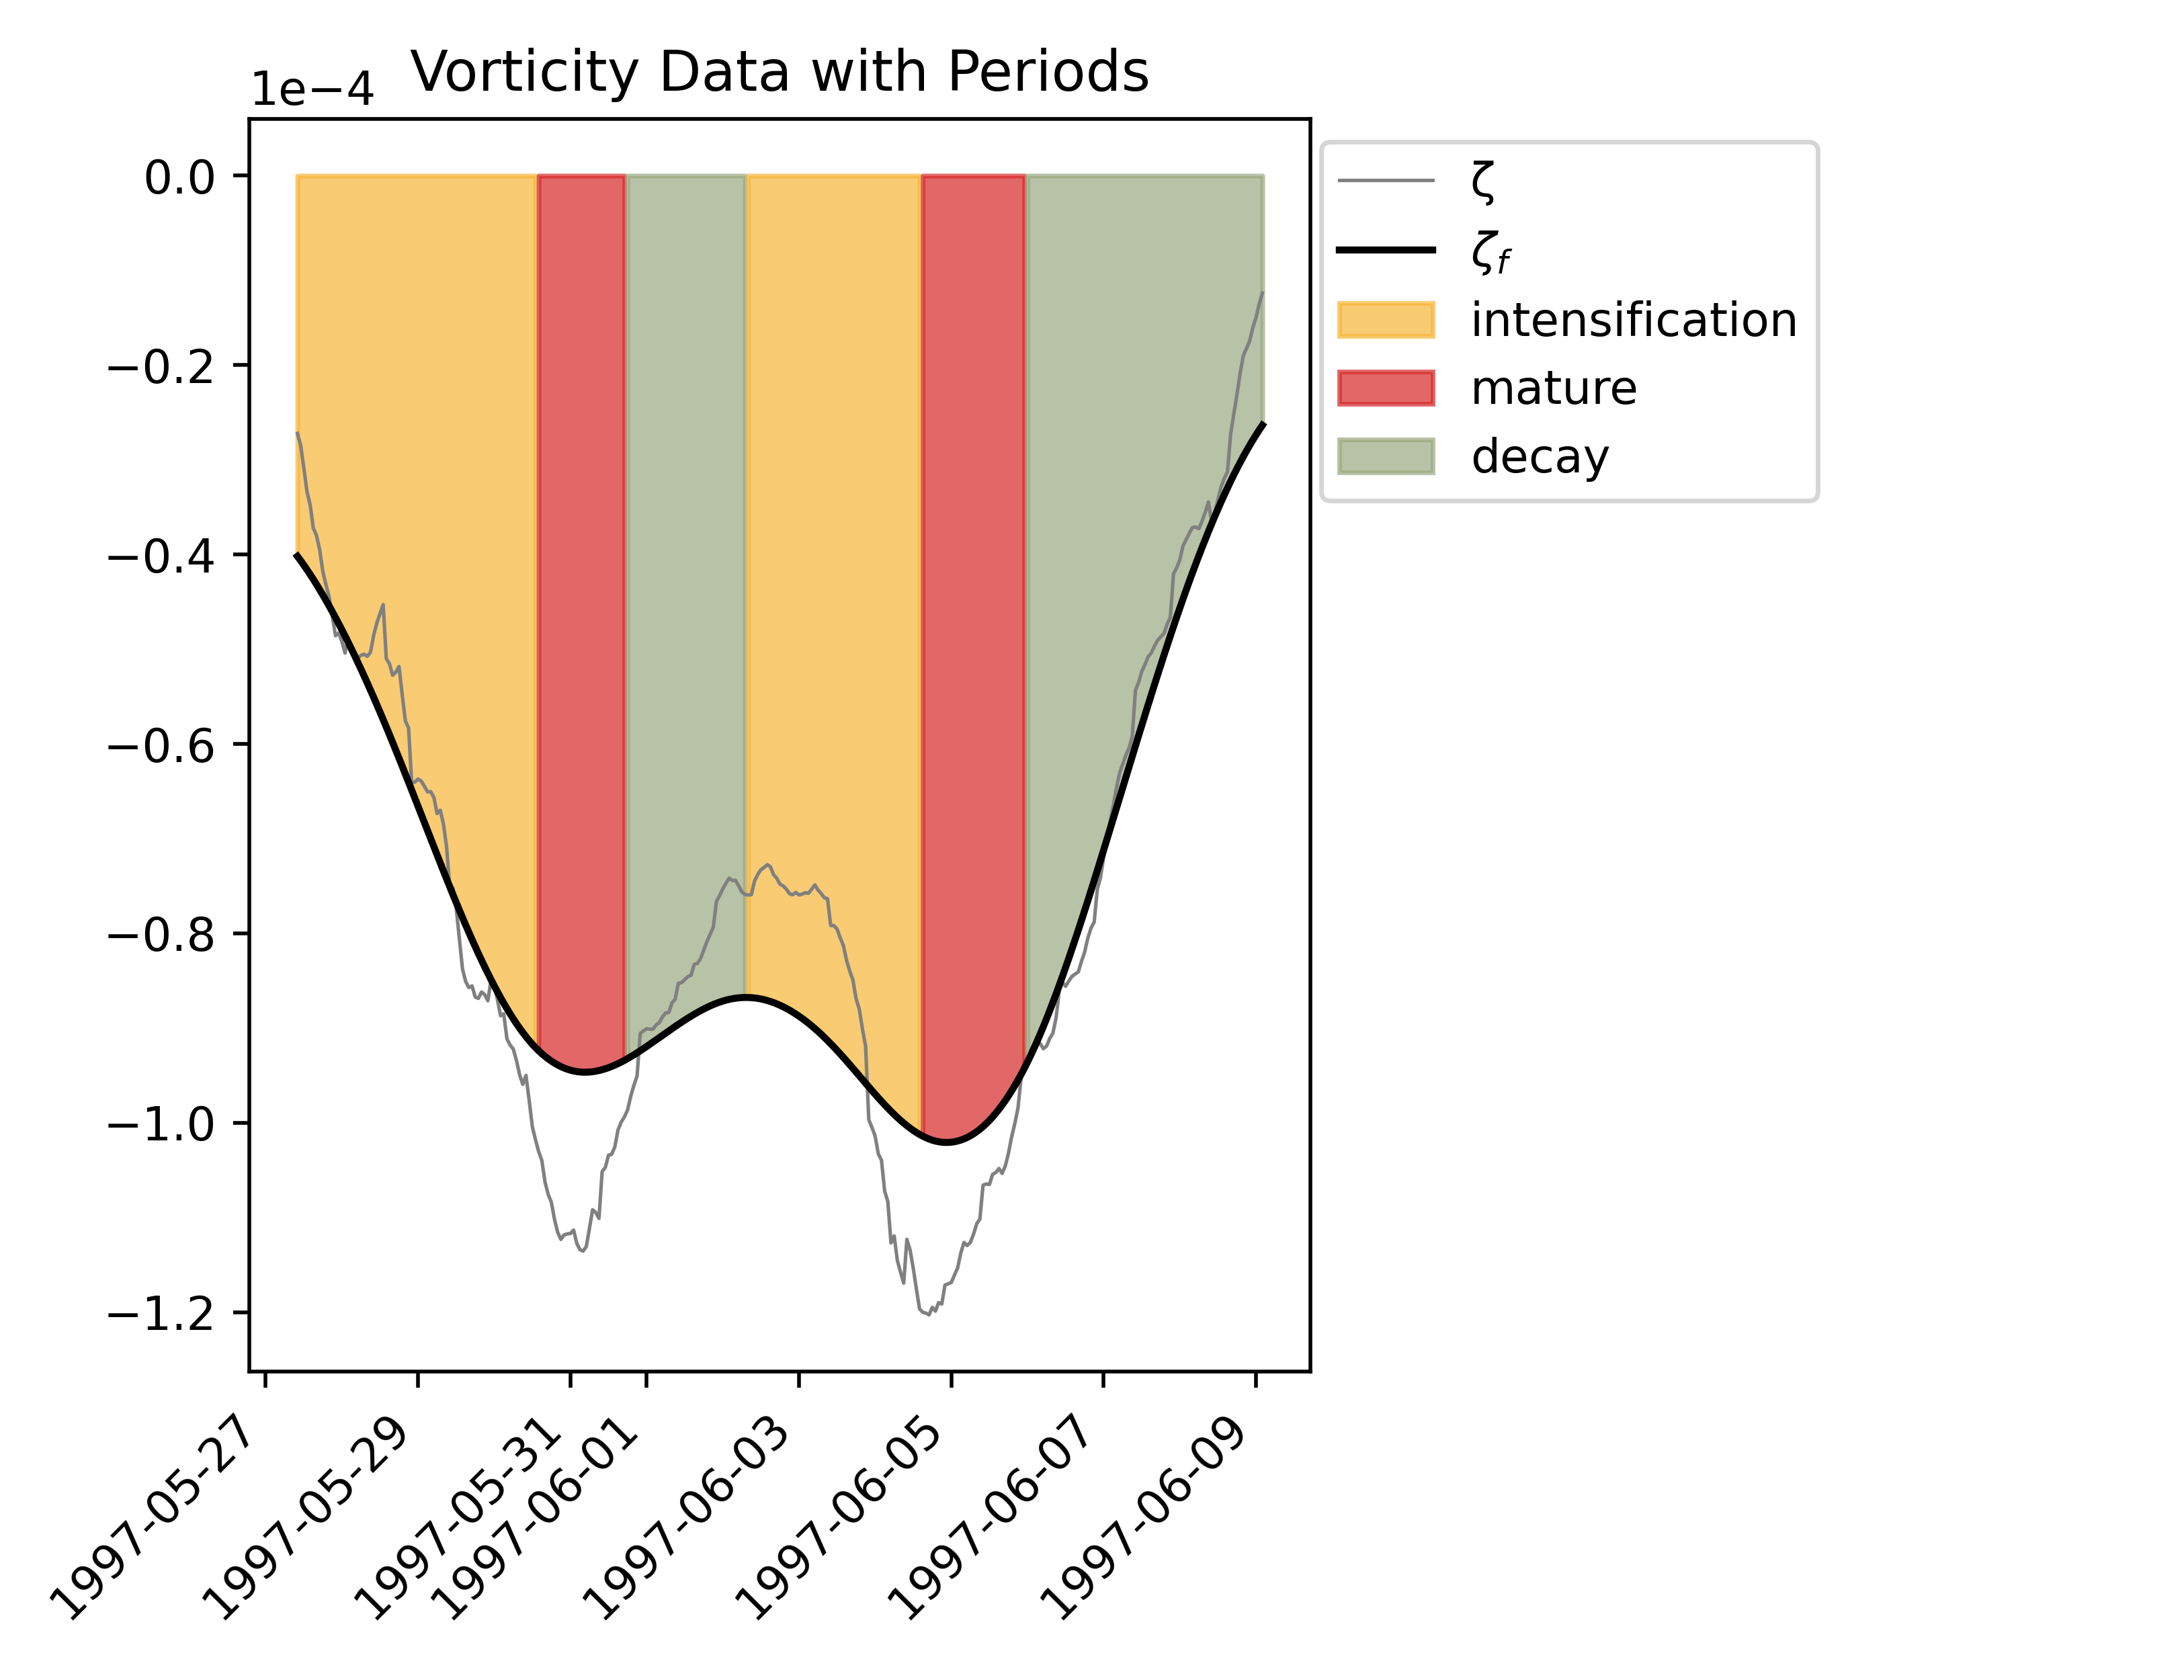 Vorticity Data with Periods
1e−4
0.0
−0.2
−0.4
−0.6
−0.8
−1.0
−1.2
1997-05-27
1997-05-29
1997-05-31
1997-06-01
1997-06-03
1997-06-05
1997-06-07
1997-06-09
ζ
ζf
intensification
mature
decay